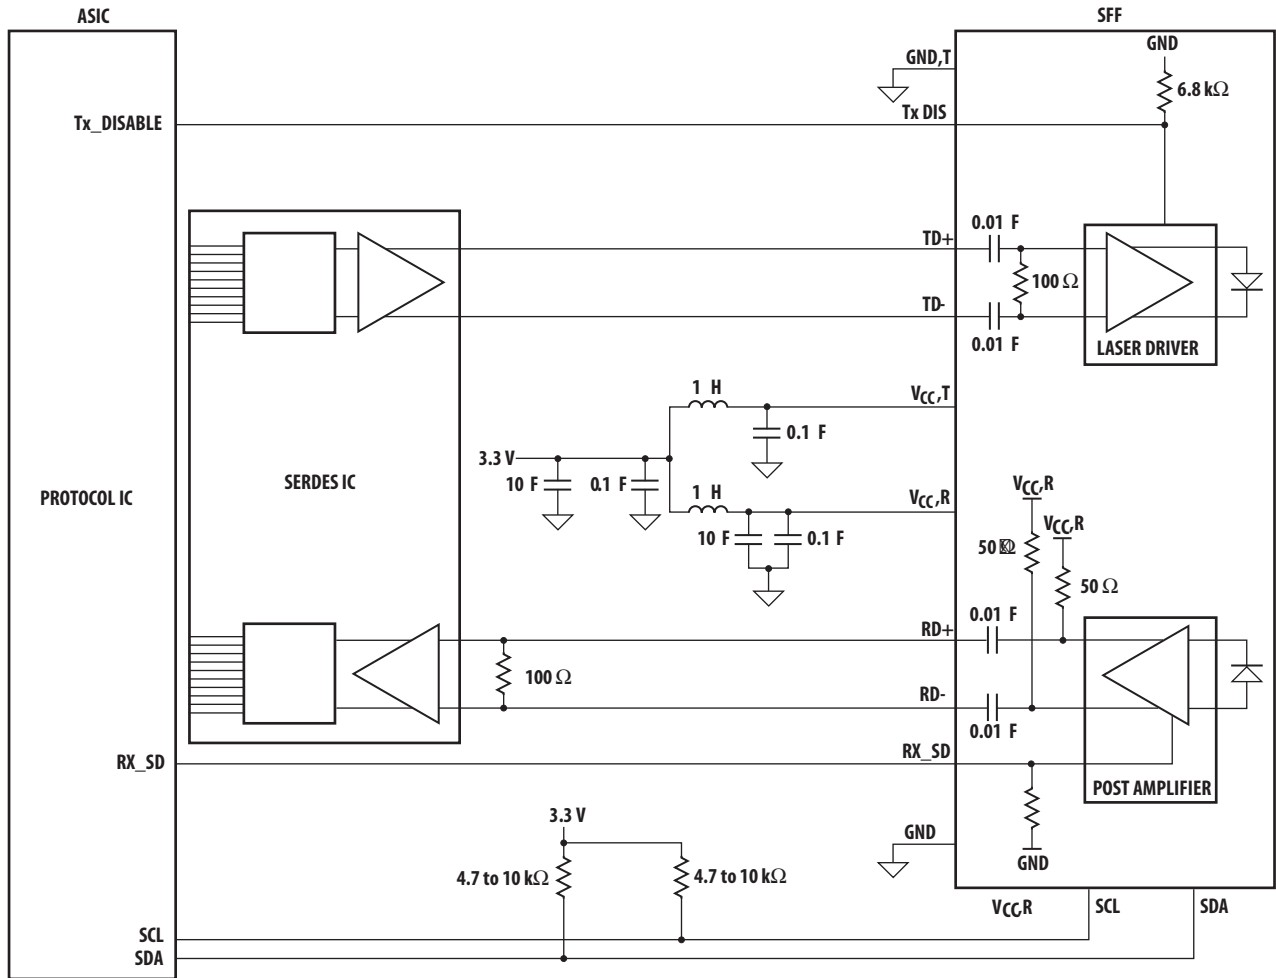 ASIC
SFF
GND
GND,T
6.8 kΩ
Tx_DISABLE
Tx DIS
0.01 F
TD+
100 Ω
TD-
0.01 F
LASER DRIVER
1 H
VCC,T
0.1 F
3.3 V
10 F
0.1 F
SERDES IC
PROTOCOL IC
1 H
VCC,R
10 F
0.1 F
VCC,R
VCC,R
50
50 Ω
0.01 F
RD+
100 Ω
RD-
0.01 F
RX_SD
RX_SD
POST AMPLIFIER
3.3 V
GND
GND
4.7 to 10 kΩ
4.7 to 10 kΩ
VCC,R
SCL
SDA
SCL
SDA